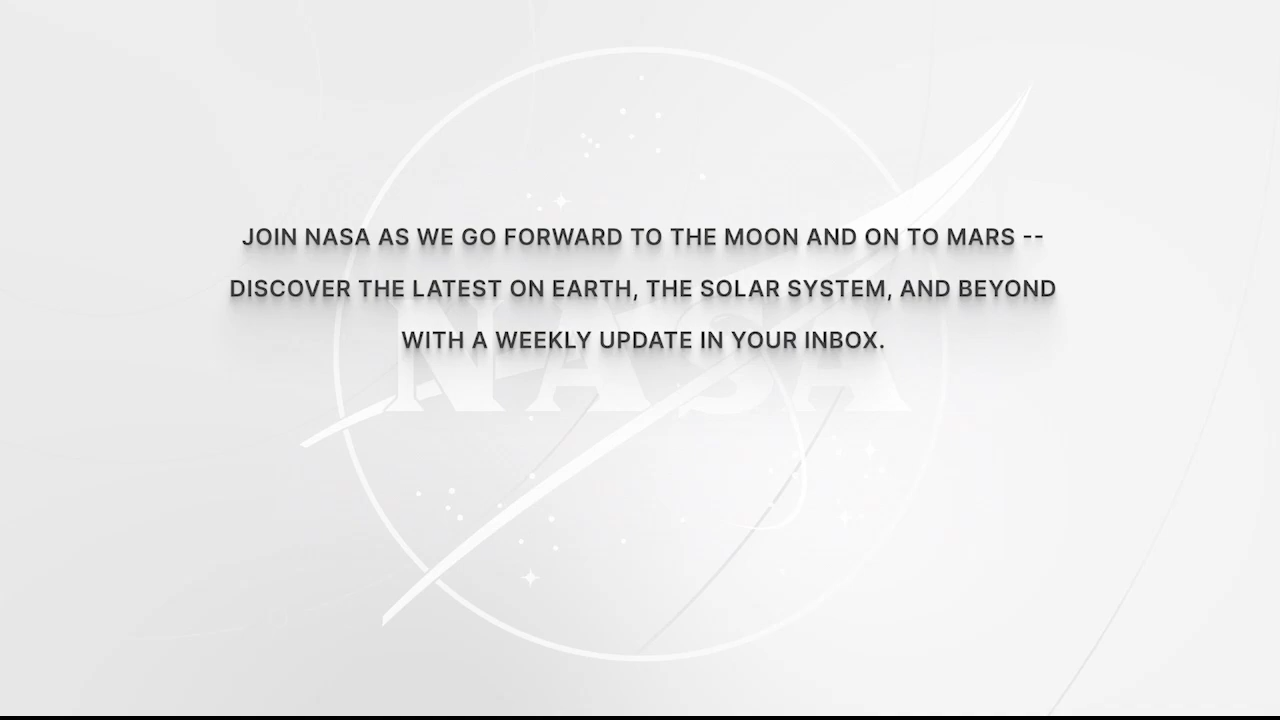 JOIN NASA AS WE GO FORWARD TO THE MOON AND ON TO MARS --
DISCOVER THE LATEST ON EARTH, THE SOLAR SYSTEM, AND BEYOND
WITH A WEEKLY UPDATE IN YOUR INBOX.
NASA